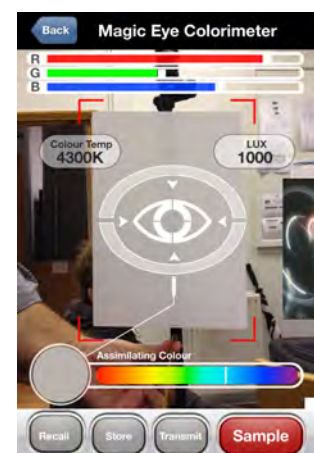 Back
Magic Eye Colorimeter
R
G
B
Colour Temp
4300K
LUX
1000
Assimilating Colour
Recall
Store
Transmit
Sample